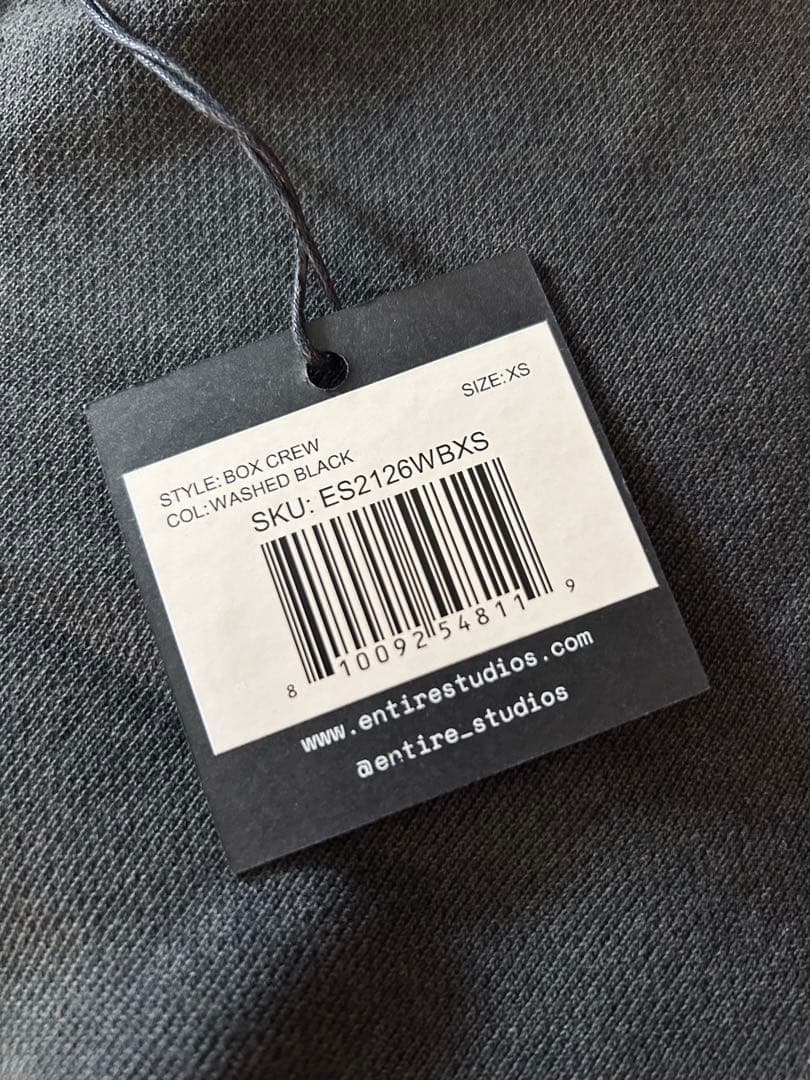 SIZE:XS
STYLE:BOX CREW
COL:WASHED BLACK
SKU: ES2126WBXS
8 10092 54811 9
www.entirestudios.com
@entire_studios